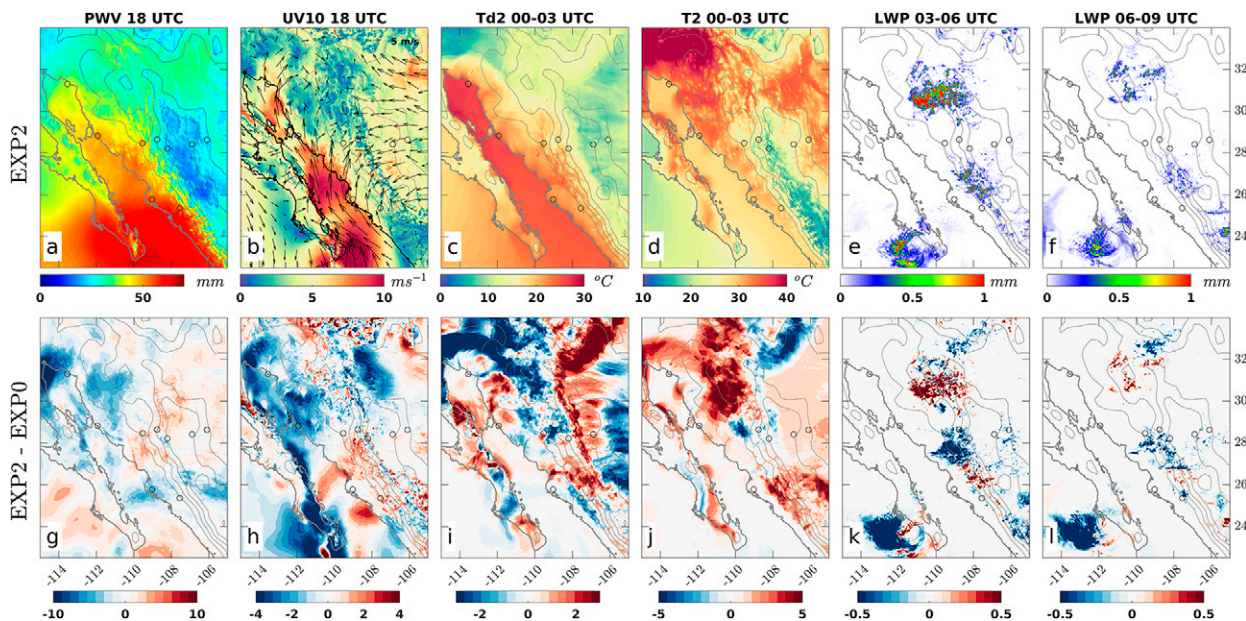 PWV 18 UTC
UV10 18 UTC
Td2 00-03 UTC
T2 00-03 UTC
LWP 03-06 UTC
LWP 06-09 UTC
EXP2
5 m/s
a
b
c
d
e
f
32
30
28
26
24
0 50 mm
0 5 10 ms⁻¹
10 20 30 °C
10 20 30 40 °C
0 0.5 1 mm
0 0.5 1 mm
EXP2 - EXP0
g
h
i
j
k
l
32
30
28
26
24
-114 -112 -110 -108 -106
-114 -112 -110 -108 -106
-114 -112 -110 -108 -106
-114 -112 -110 -108 -106
-114 -112 -110 -108 -106
-114 -112 -110 -108 -106
-10 0 10
-4 -2 0 2 4
-2 0 2
-5 0 5
-0.5 0 0.5
-0.5 0 0.5